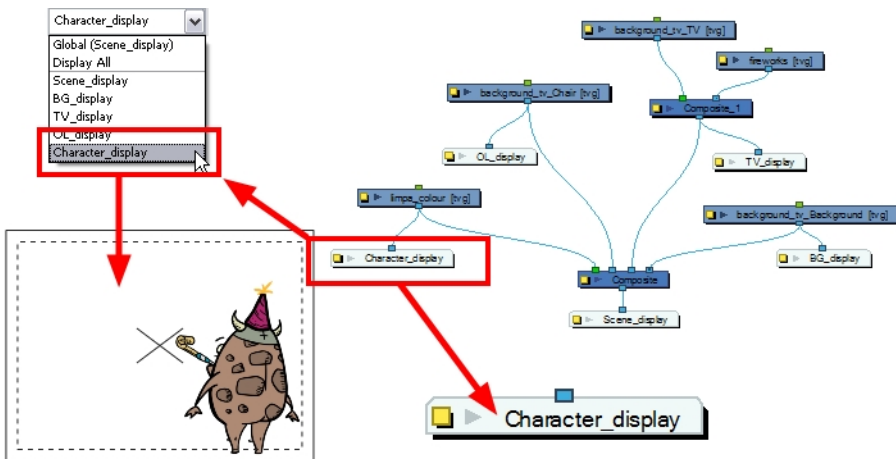 Character_display
Global (Scene_display)
Display All
Scene_display
BG_display
TV_display
OL_display
Character_display
background_tv_TV [tvg]
fireworks [tvg]
background_tv_Chair [tvg]
Composite_1
OL_display
TV_display
limpa_colour [tvg]
background_tv_Background [tvg]
Character_display
BG_display
Composite
Scene_display
Character_display